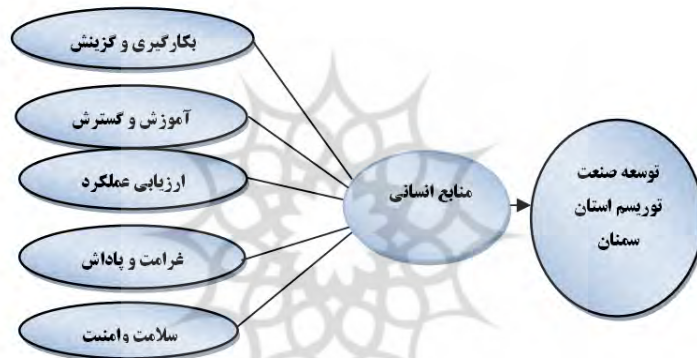 بکارگیری و گزینش
آموزش و گسترش
ارزیابی عملکرد
غرامت و پاداش
سلامت وامنیت
منابع انسانی
توسعه صنعت
توریسم استان
سمنان